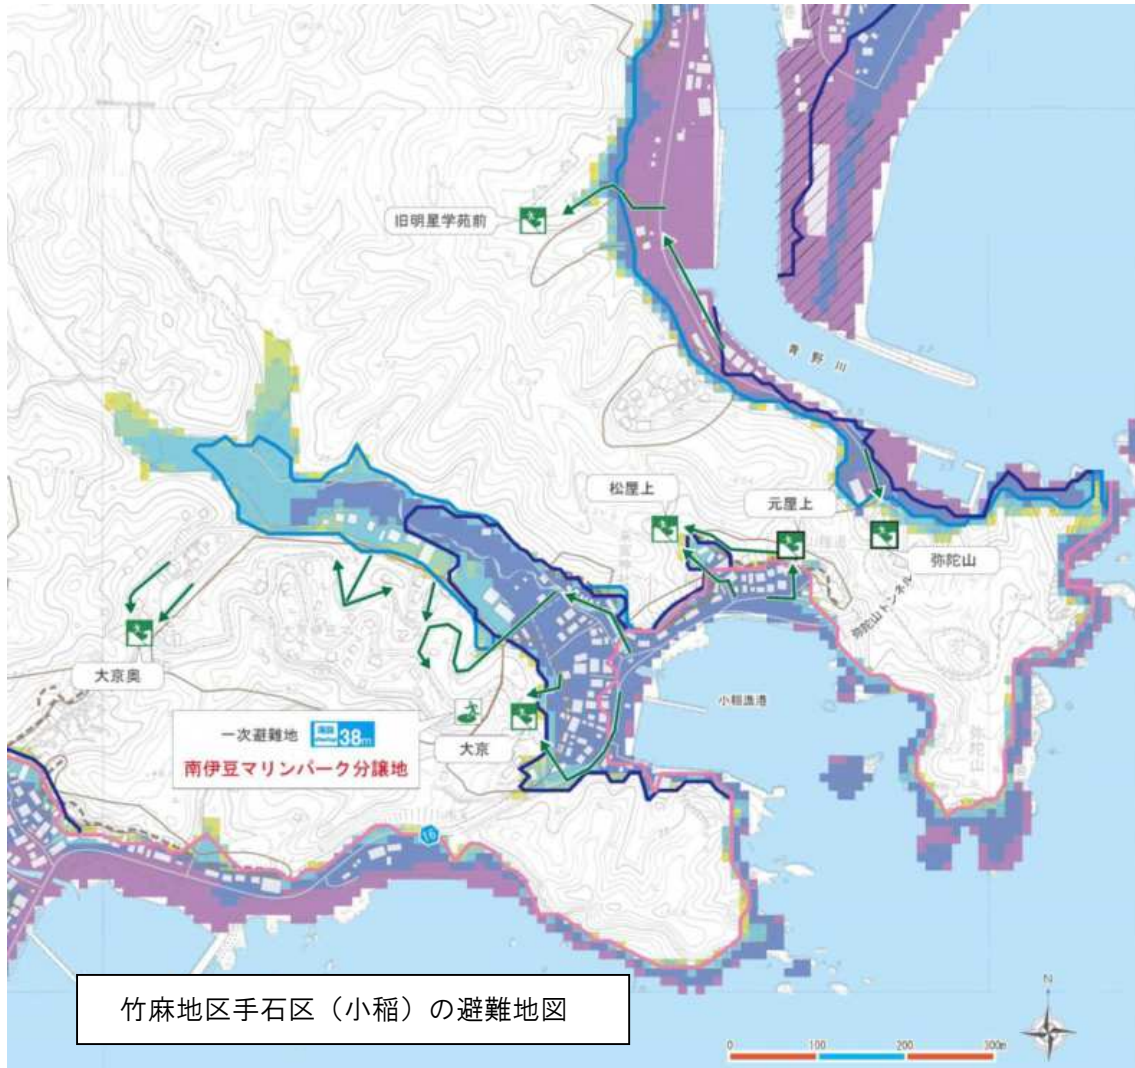 旧明星学苑前
青野川
松屋上
元屋上
弥陀山
弥陀山トンネル
大京奥
小稲漁港
弥陀山
一次避難地 海抜 38m
南伊豆マリンパーク分譲地
大京
16
竹麻地区手石区（小稲）の避難地図
N
0 100 200 300m